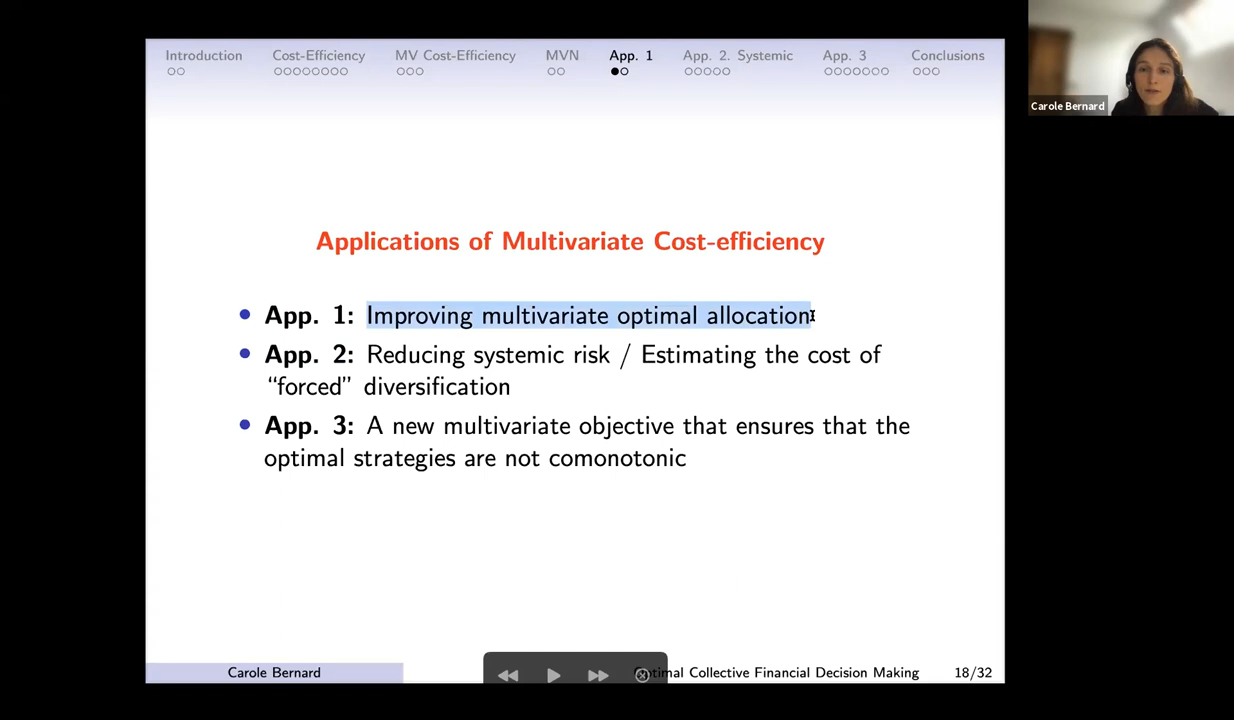 Introduction Cost-Efficiency MV Cost-Efficiency MVN App. 1 App. 2. Systemic App. 3 Conclusions
Carole Bernard
Applications of Multivariate Cost-efficiency
• App. 1: Improving multivariate optimal allocation
• App. 2: Reducing systemic risk / Estimating the cost of
“forced” diversification
• App. 3: A new multivariate objective that ensures that the
optimal strategies are not comonotonic
Carole Bernard
Collective Financial Decision Making 18/32